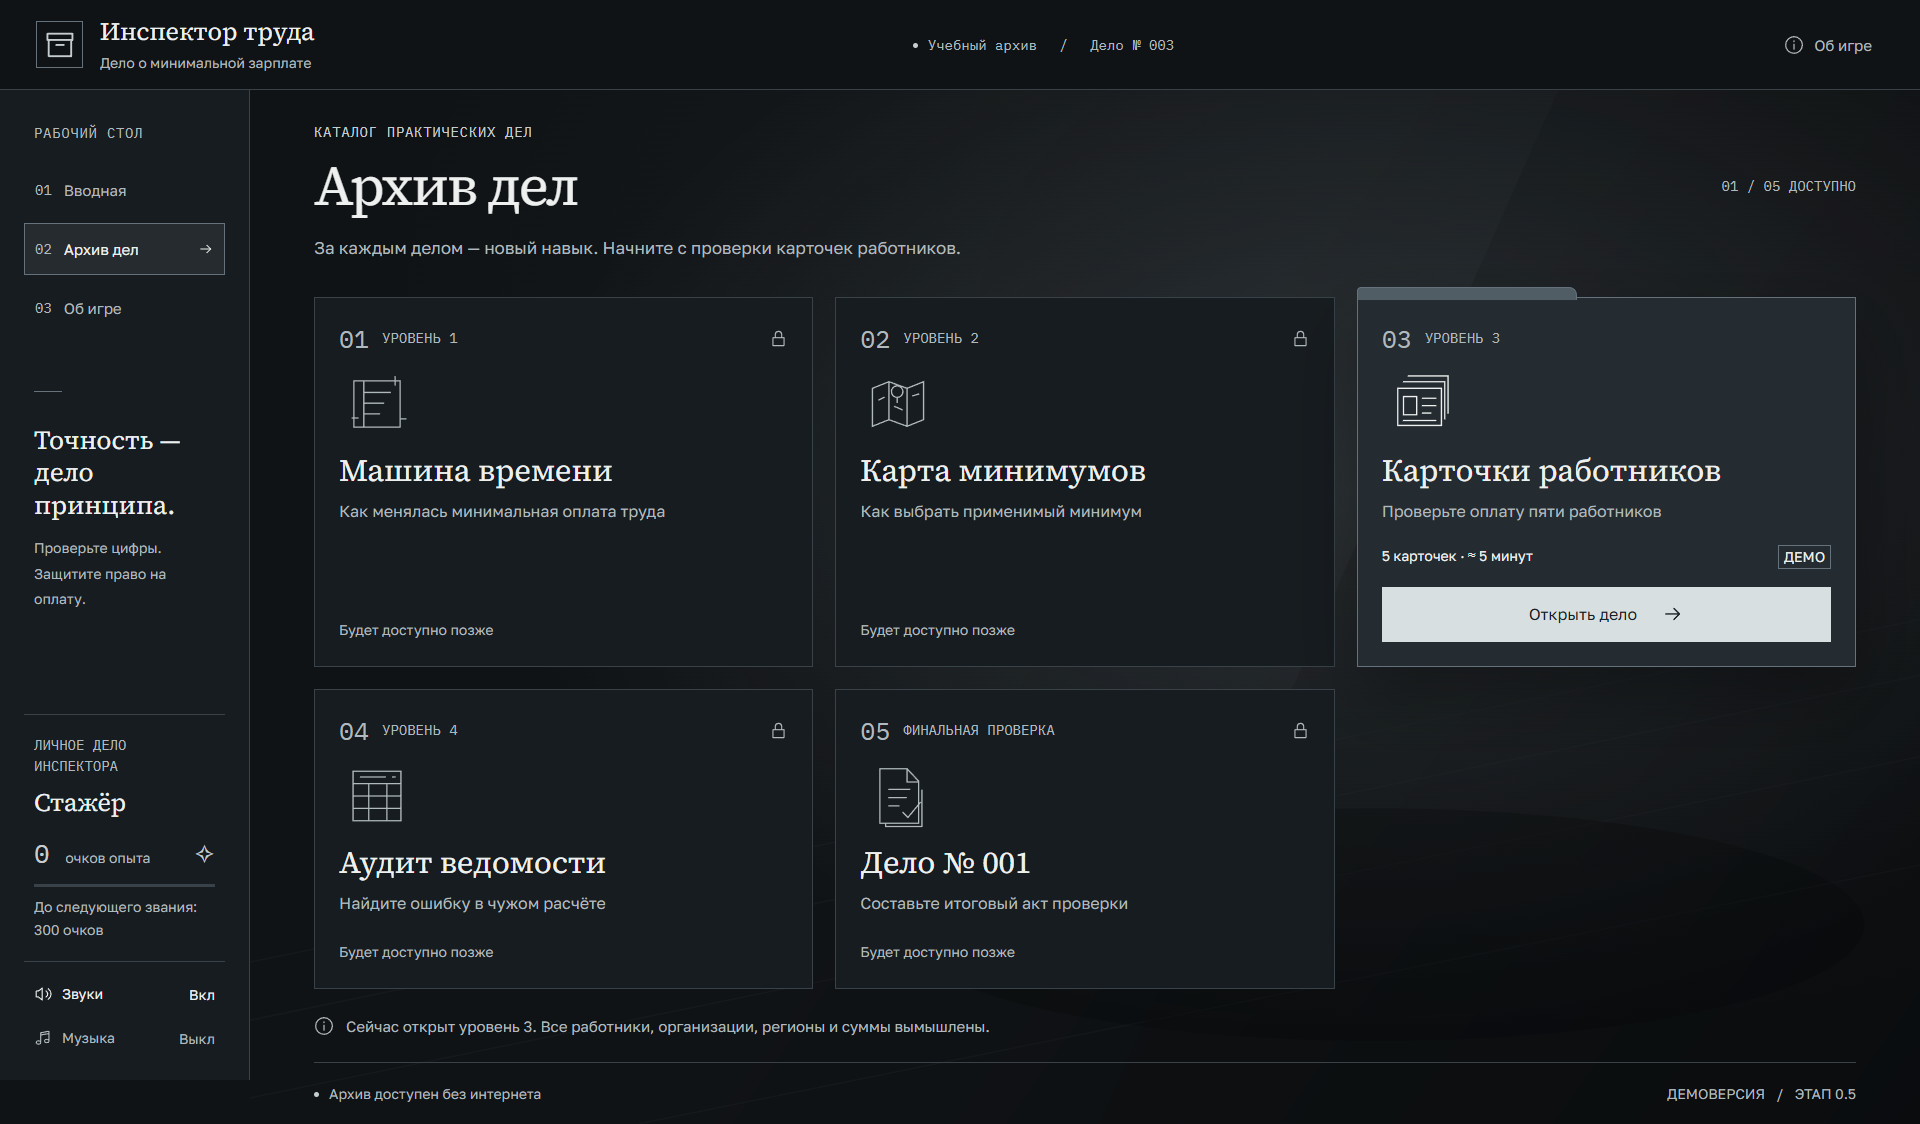 Инспектор труда
Дело о минимальной зарплате
• Учебный архив / Дело № 003
Об игре
РАБОЧИЙ СТОЛ
01 Вводная
02 Архив дел →
03 Об игре
Точность —
дело
принципа.
Проверьте цифры.
Защитите право на
оплату.
ЛИЧНОЕ ДЕЛО
ИНСПЕКТОРА
Стажёр
0 очков опыта
До следующего звания:
300 очков
Звуки Вкл
Музыка Выкл
КАТАЛОГ ПРАКТИЧЕСКИХ ДЕЛ
Архив дел
01 / 05 ДОСТУПНО
За каждым делом — новый навык. Начните с проверки карточек работников.
01 УРОВЕНЬ 1
Машина времени
Как менялась минимальная оплата труда
Будет доступно позже
02 УРОВЕНЬ 2
Карта минимумов
Как выбрать применимый минимум
Будет доступно позже
03 УРОВЕНЬ 3
Карточки работников
Проверьте оплату пяти работников
5 карточек · ≈ 5 минут ДЕМО
Открыть дело →
04 УРОВЕНЬ 4
Аудит ведомости
Найдите ошибку в чужом расчёте
Будет доступно позже
05 ФИНАЛЬНАЯ ПРОВЕРКА
Дело № 001
Составьте итоговый акт проверки
Будет доступно позже
Сейчас открыт уровень 3. Все работники, организации, регионы и суммы вымышлены.
• Архив доступен без интернета
ДЕМОВЕРСИЯ / ЭТАП 0.5